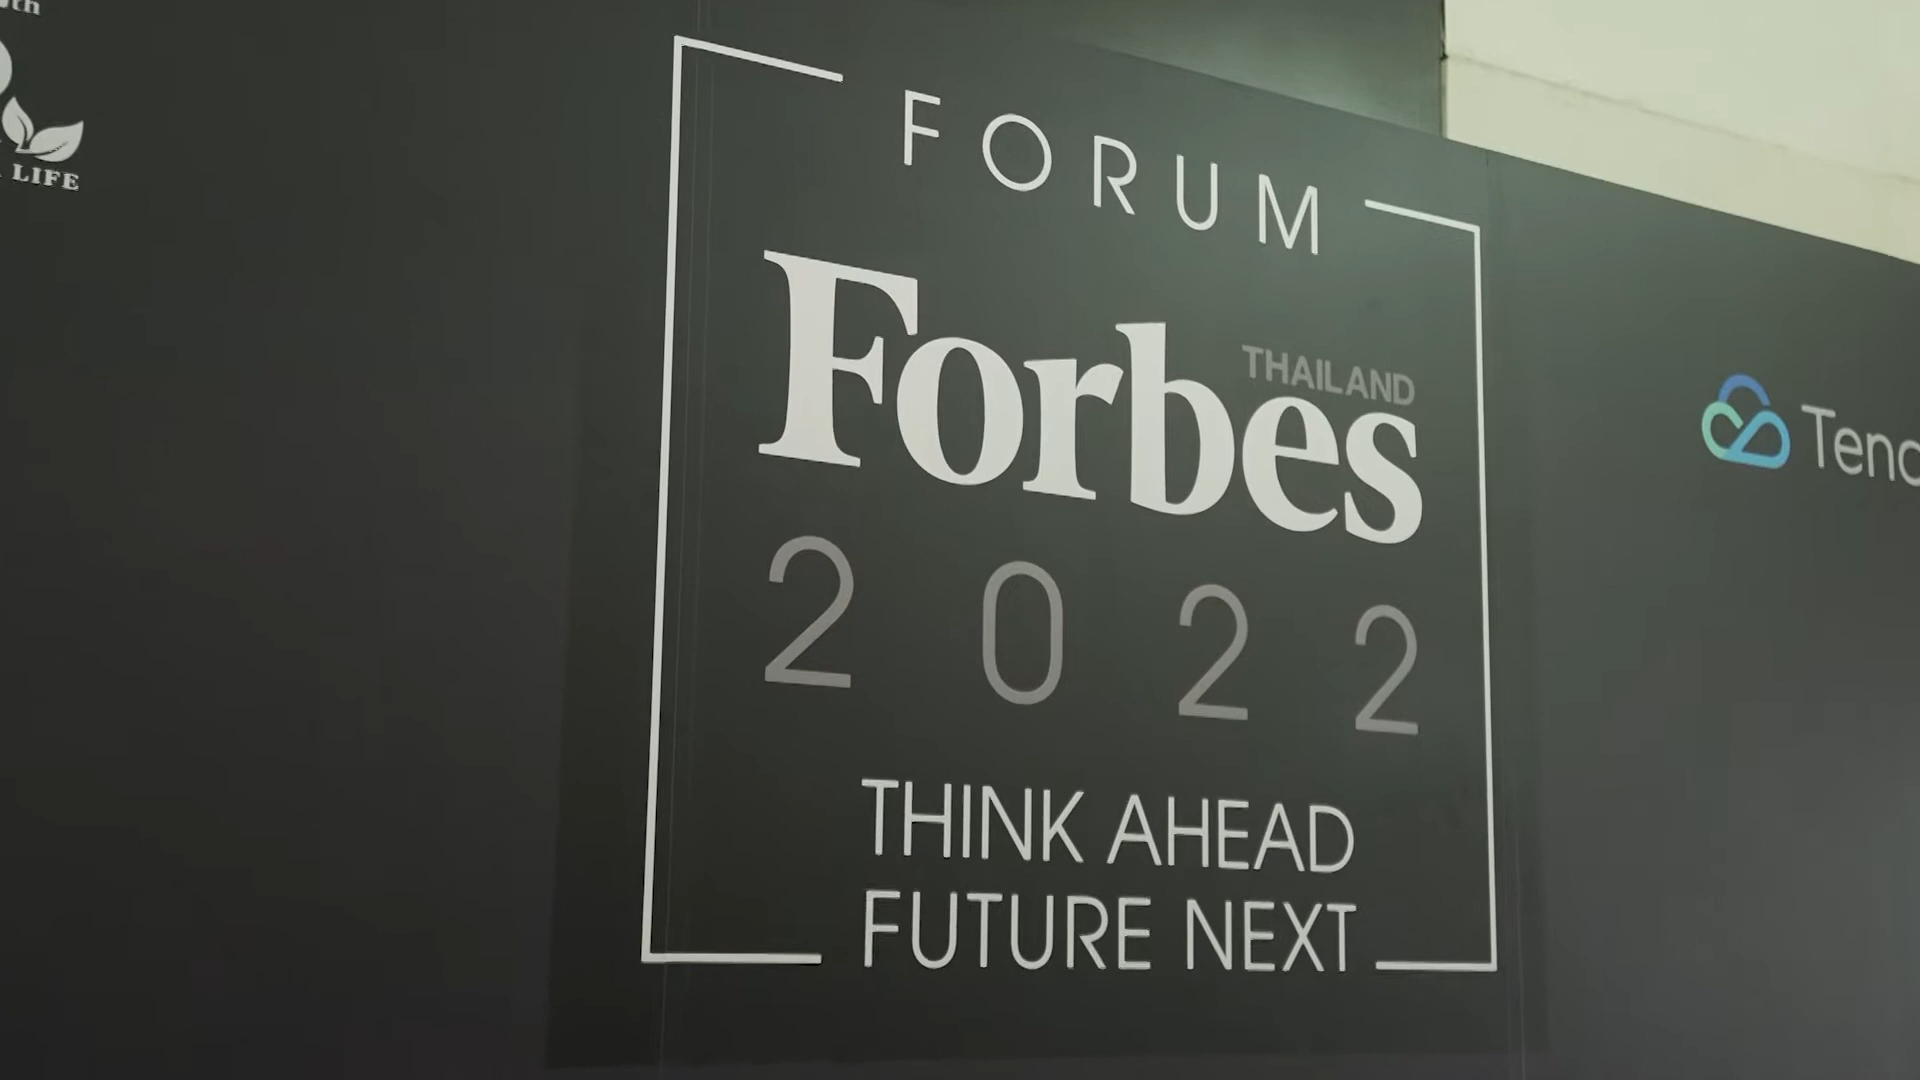 LIFE
FORUM
Forbes
THAILAND
2022
THINK AHEAD
FUTURE NEXT